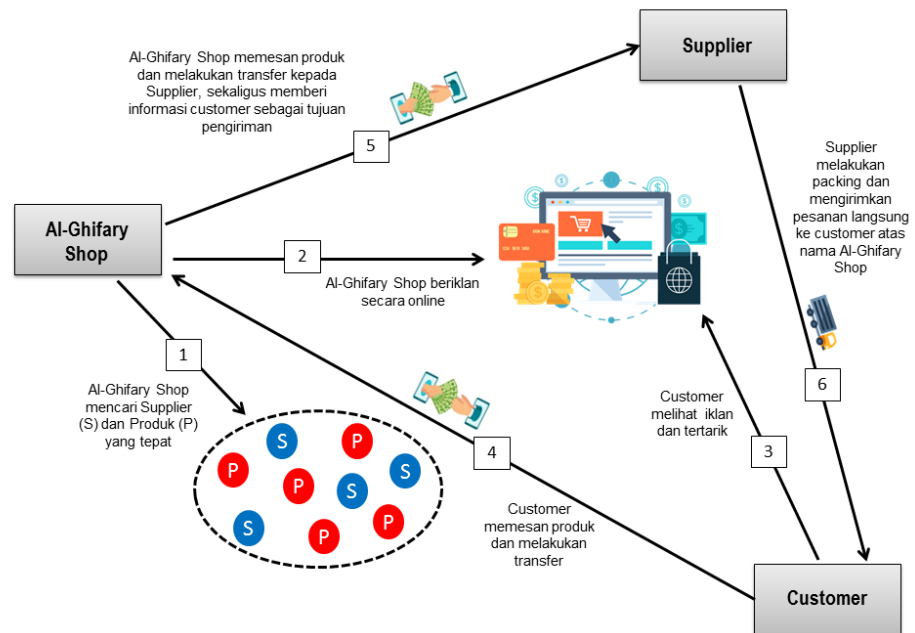 Supplier
Al-Ghifary Shop memesan produk
dan melakukan transfer kepada
Supplier, sekaligus memberi
informasi customer sebagai tujuan
pengiriman
5
Supplier
melakukan
packing dan
mengirimkan
pesanan langsung
ke customer atas
nama Al-Ghifary
Shop
Al-Ghifary
Shop
2
Al-Ghifary Shop beriklan
secara online
1
Al-Ghifary Shop
mencari Supplier
(S) dan Produk (P)
yang tepat
6
Customer
melihat iklan
dan tertarik
3
4
Customer
memesan produk
dan melakukan
transfer
S
P
P
S
P
S
S
P
P
Customer